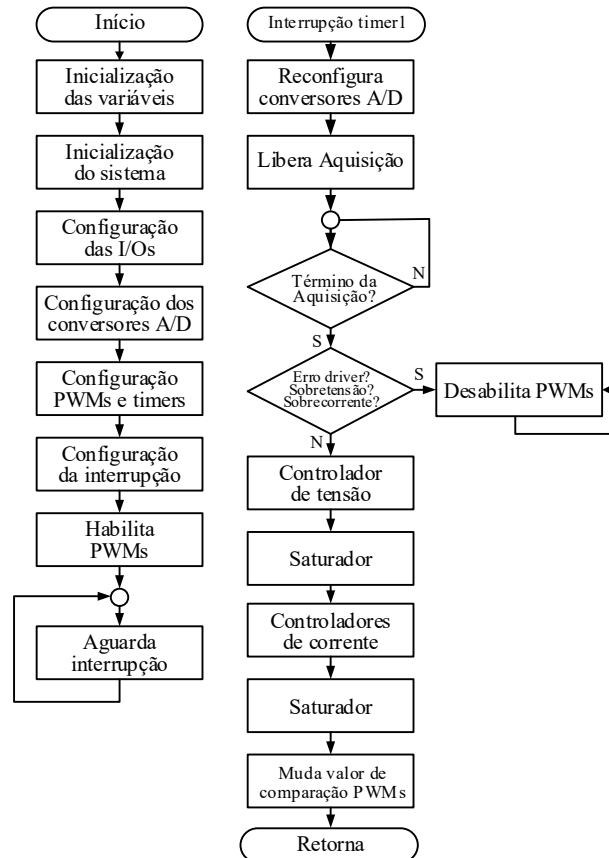 Início
Inicialização
das variáveis
Inicialização
do sistema
Configuração
das I/Os
Configuração dos
conversores A/D
Configuração
PWMs e timers
Configuração
da interrupção
Habilita
PWMs
Aguarda
interrupção
Interrupção timer1
Reconfigura
conversores A/D
Libera Aquisição
Término da
Aquisição?
N
S
Erro driver?
Sobretensão?
Sobrecorrente?
S
Desabilita PWMs
N
Controlador
de tensão
Saturador
Controladores
de corrente
Saturador
Muda valor de
comparação PWMs
Retorna